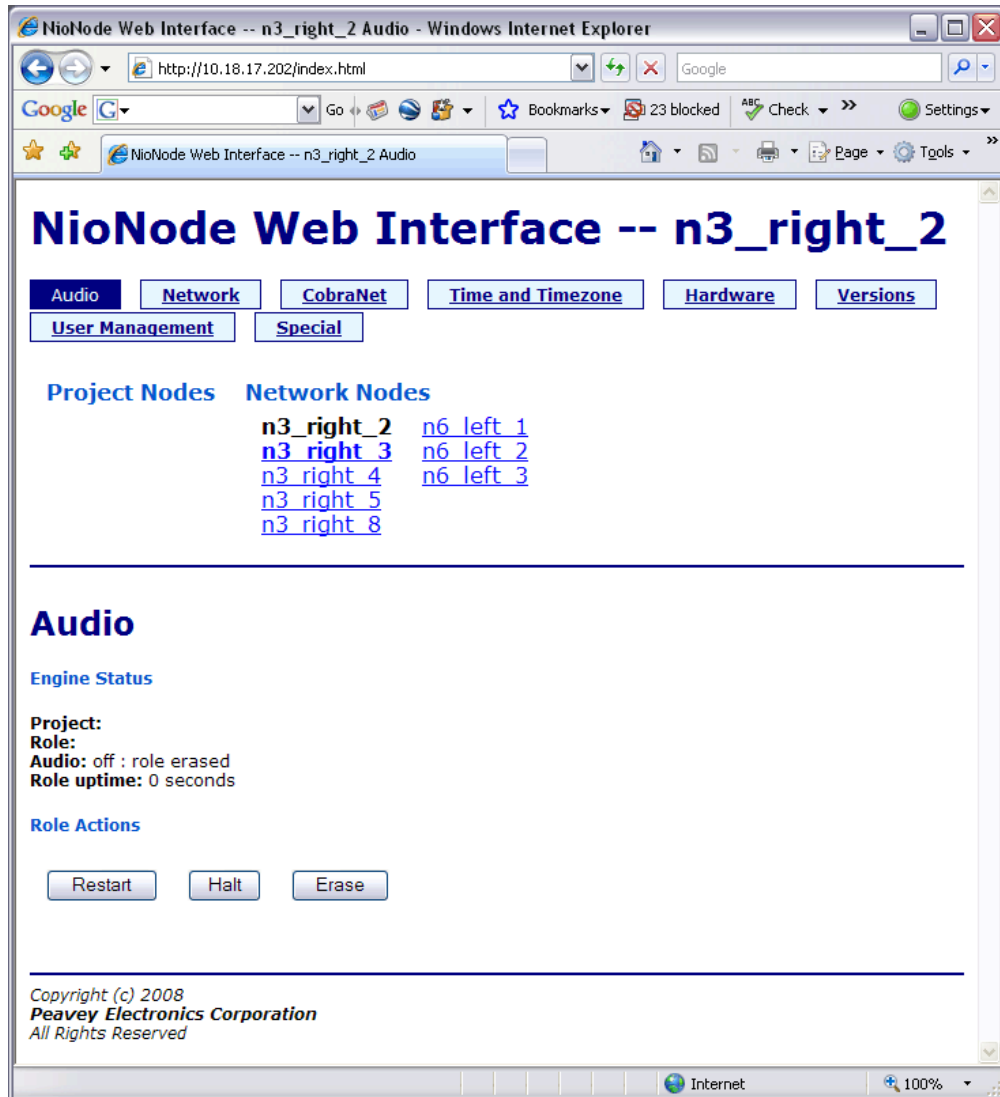 NioNode Web Interface -- n3_right_2 Audio - Windows Internet Explorer
http://10.18.17.202/index.html Google
Google G Go Bookmarks 23 blocked ABC Check >> Settings
NioNode Web Interface -- n3_right_2 Audio Page Tools >>
NioNode Web Interface -- n3_right_2
Audio Network CobraNet Time and Timezone Hardware Versions
User Management Special
Project Nodes Network Nodes
n3_right_2 n6_left_1
n3_right_3 n6_left_2
n3_right_4 n6_left_3
n3_right_5
n3_right_8
Audio
Engine Status
Project:
Role:
Audio: off : role erased
Role uptime: 0 seconds
Role Actions
Restart Halt Erase
Copyright (c) 2008
Peavey Electronics Corporation
All Rights Reserved
Internet 100%